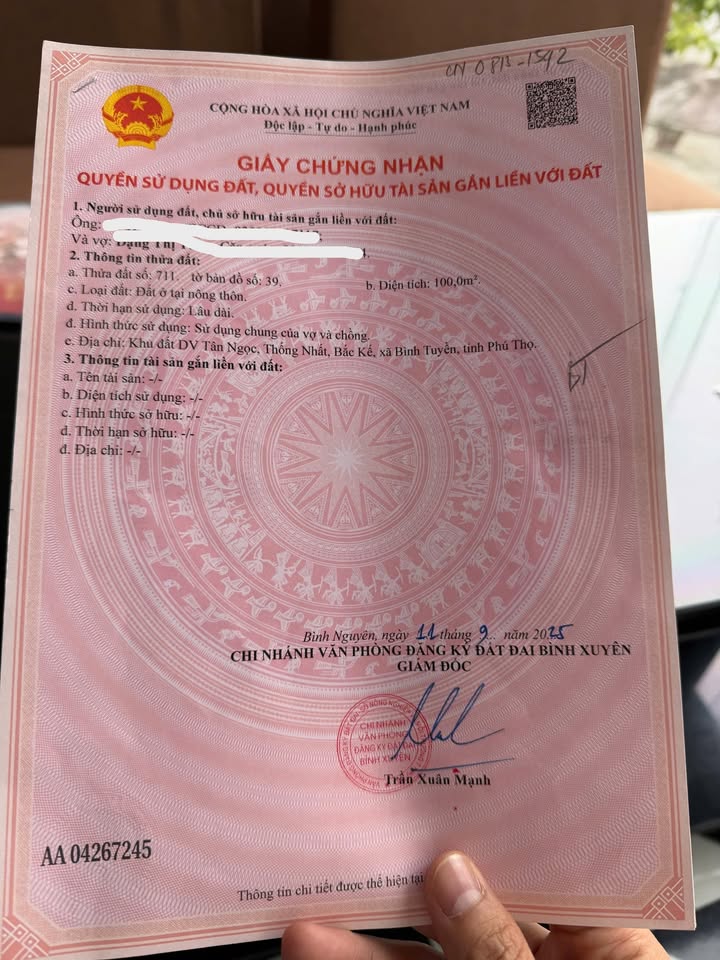 CỘNG HÒA XÃ HỘI CHỦ NGHĨA VIỆT NAM
Độc lập - Tự do - Hạnh phúc
GIẤY CHỨNG NHẬN
QUYỀN SỬ DỤNG ĐẤT, QUYỀN SỞ HỮU TÀI SẢN GẮN LIỀN VỚI ĐẤT
1. Người sử dụng đất, chủ sở hữu tài sản gắn liền với đất:
Ông:
Và vợ: Đặng Thị
2. Thông tin thửa đất:
a. Thửa đất số: 711. tờ bản đồ số: 39. b. Diện tích: 100,0m².
c. Loại đất: Đất ở tại nông thôn.
d. Thời hạn sử dụng: Lâu dài.
đ. Hình thức sử dụng: Sử dụng chung của vợ và chồng.
e. Địa chỉ: Khu đất DV Tân Ngọc, Thống Nhất, Bắc Kế, xã Bình Tuyền, tỉnh Phú Thọ.
3. Thông tin tài sản gắn liền với đất:
a. Tên tài sản: -/-
b. Diện tích sử dụng: -/-
c. Hình thức sở hữu: -/-
d. Thời hạn sở hữu: -/-
đ. Địa chỉ: -/-
Bình Nguyên, ngày 11 tháng 9 năm 2025
CHI NHÁNH VĂN PHÒNG ĐĂNG KÝ ĐẤT ĐAI BÌNH XUYÊN
GIÁM ĐỐC
CHI NHÁNH
VĂN PHÒNG
ĐĂNG KÝ ĐẤT ĐAI
BÌNH XUYÊN
Trần Xuân Mạnh
AA 04267245
Thông tin chi tiết được thể hiện tại